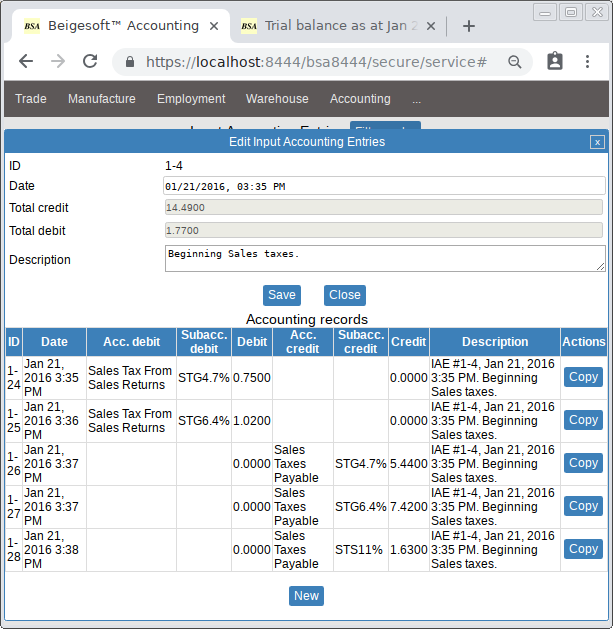 BSA Beigesoft™ Accounting
BSA Trial balance as at Jan 2
https://localhost:8444/bsa8444/secure/service#
Trade Manufacture Employment Warehouse Accounting ...
Edit Input Accounting Entries x
ID 1-4
Date 01/21/2016, 03:35 PM
Total credit 14.4900
Total debit 1.7700
Description Beginning Sales taxes.
Save Close
Accounting records
ID Date Acc. debit Subacc. debit Debit Acc. credit Subacc. credit Credit Description Actions
1-24 Jan 21, 2016 3:35 PM Sales Tax From Sales Returns STG4.7% 0.7500 0.0000 IAE #1-4, Jan 21, 2016 3:35 PM. Beginning Sales taxes. Copy
1-25 Jan 21, 2016 3:36 PM Sales Tax From Sales Returns STG6.4% 1.0200 0.0000 IAE #1-4, Jan 21, 2016 3:35 PM. Beginning Sales taxes. Copy
1-26 Jan 21, 2016 3:37 PM 0.0000 Sales Taxes Payable STG4.7% 5.4400 IAE #1-4, Jan 21, 2016 3:35 PM. Beginning Sales taxes. Copy
1-27 Jan 21, 2016 3:37 PM 0.0000 Sales Taxes Payable STG6.4% 7.4200 IAE #1-4, Jan 21, 2016 3:35 PM. Beginning Sales taxes. Copy
1-28 Jan 21, 2016 3:38 PM 0.0000 Sales Taxes Payable STS11% 1.6300 IAE #1-4, Jan 21, 2016 3:35 PM. Beginning Sales taxes. Copy
New